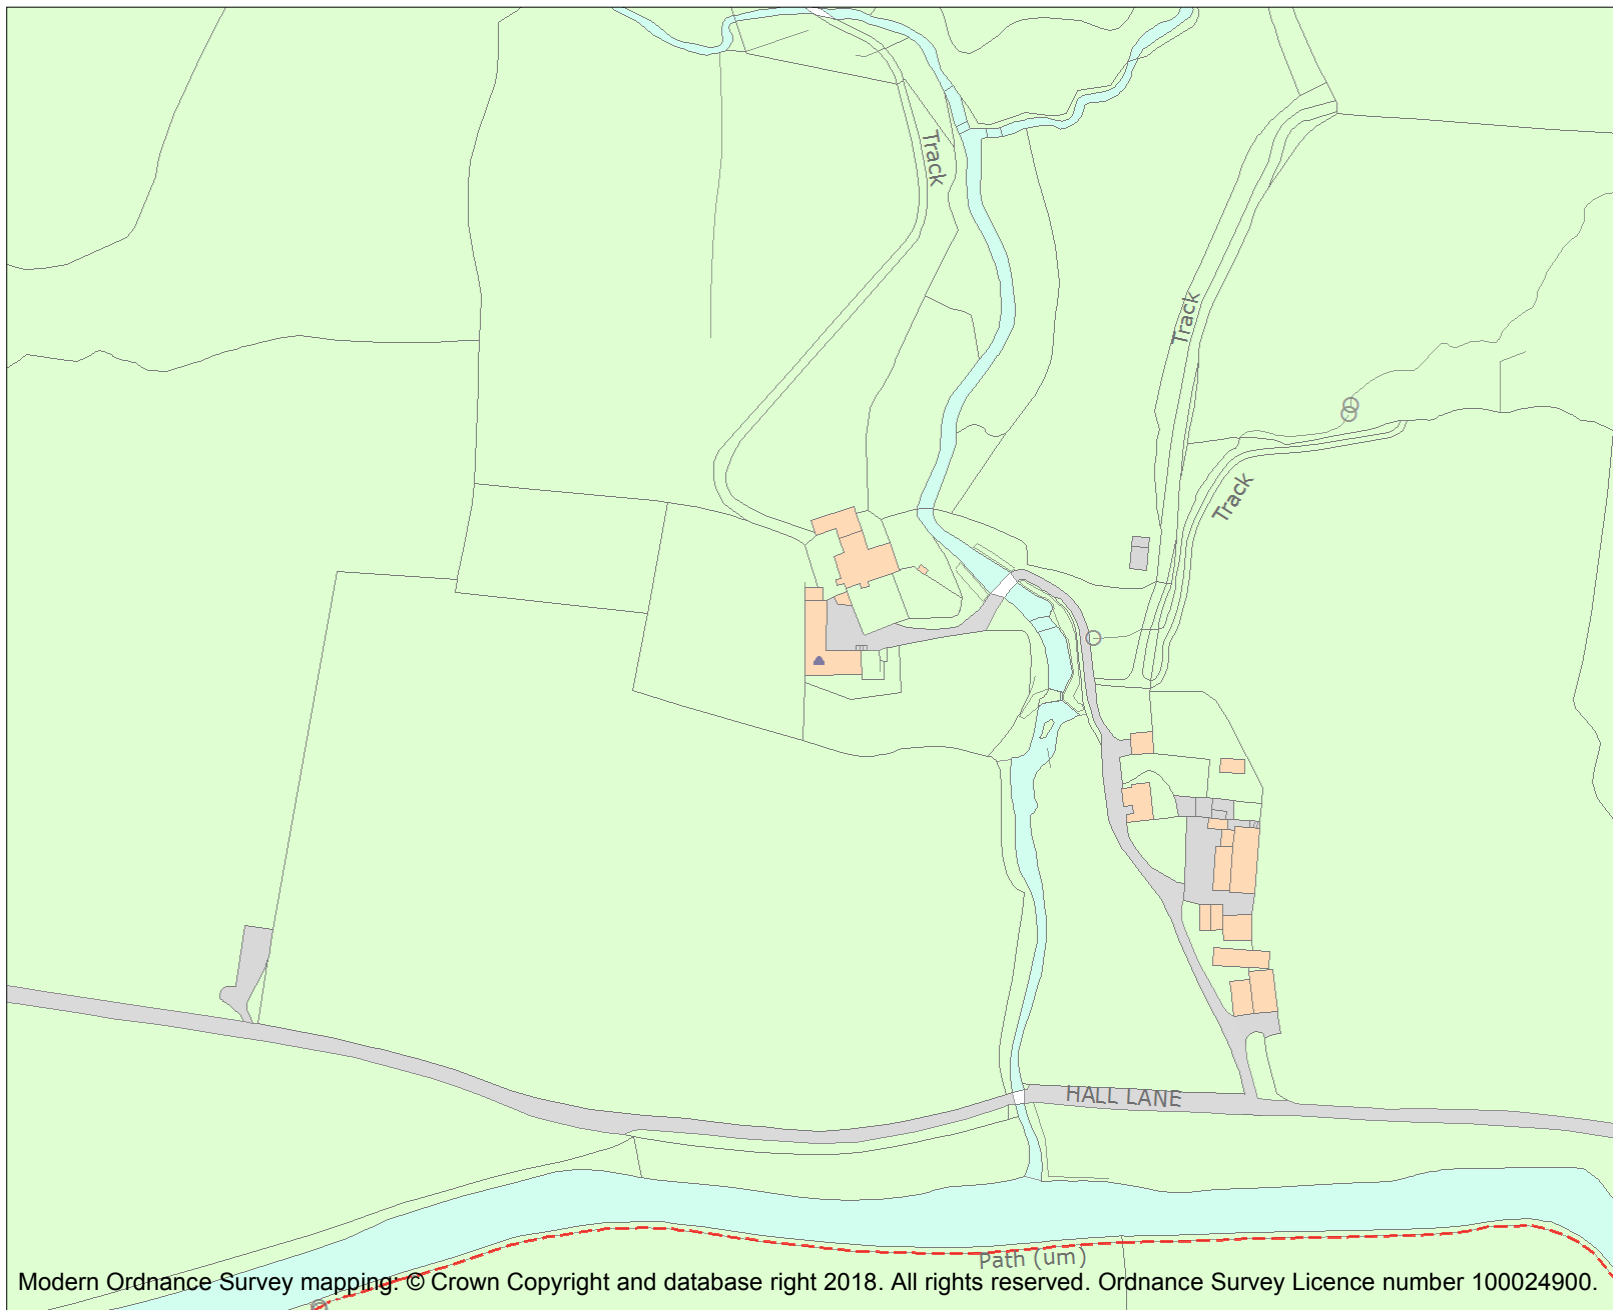 Track
Track
Track
HALL LANE
Path (um)
Modern Ordnance Survey mapping: © Crown Copyright and database right 2018. All rights reserved. Ordnance Survey Licence number 100024900.